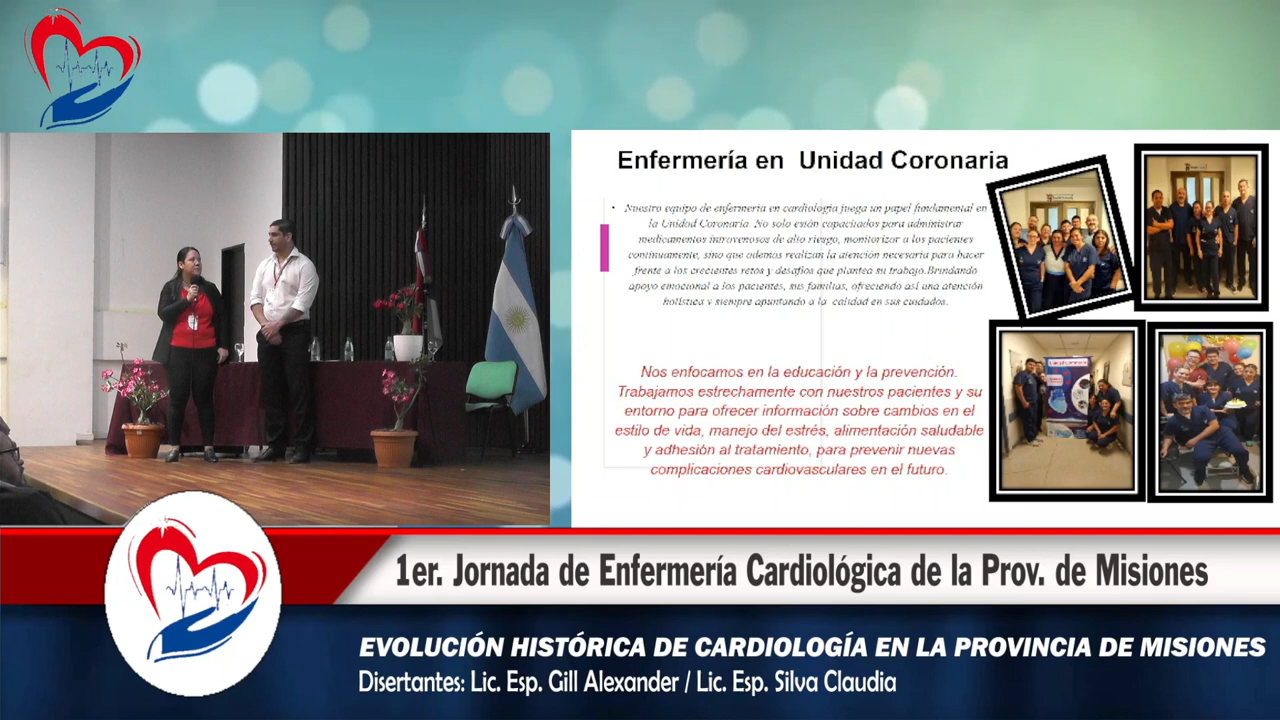 Enfermería en Unidad Coronaria
• Nuestro equipo de enfermería en cardiología juega un papel fundamental en
la Unidad Coronaria. No solo están capacitados para administrar
medicamentos intravenosos de alto riesgo, monitorizar a los pacientes
continuamente, sino que ademas realizan la atención necesaria para hacer
frente a los crecientes retos y desafíos que plantea su trabajo.Brindando
apoyo emocional a los pacientes, sus familias, ofreciendo así una atención
holística y siempre apuntando a la calidad en sus cuidados.
Nos enfocamos en la educación y la prevención.
Trabajamos estrechamente con nuestros pacientes y su
entorno para ofrecer información sobre cambios en el
estilo de vida, manejo del estrés, alimentación saludable
y adhesión al tratamiento, para prevenir nuevas
complicaciones cardiovasculares en el futuro.
1er. Jornada de Enfermería Cardiológica de la Prov. de Misiones
EVOLUCIÓN HISTÓRICA DE CARDIOLOGÍA EN LA PROVINCIA DE MISIONES
Disertantes: Lic. Esp. Gill Alexander / Lic. Esp. Silva Claudia